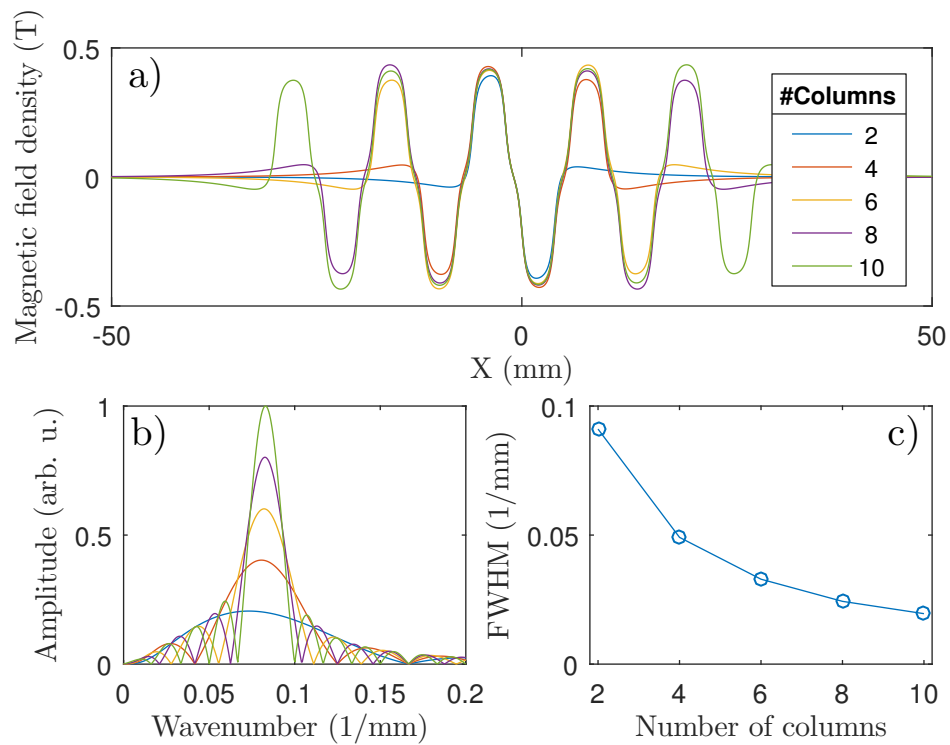 Magnetic field density (T)
0.5
0
-0.5
a)
#Columns
2
4
6
8
10
-50
0
50
X (mm)
Amplitude (arb. u.)
1
0.5
0
b)
0
0.05
0.1
0.15
0.2
Wavenumber (1/mm)
FWHM (1/mm)
0.1
0.05
0
c)
2
4
6
8
10
Number of columns